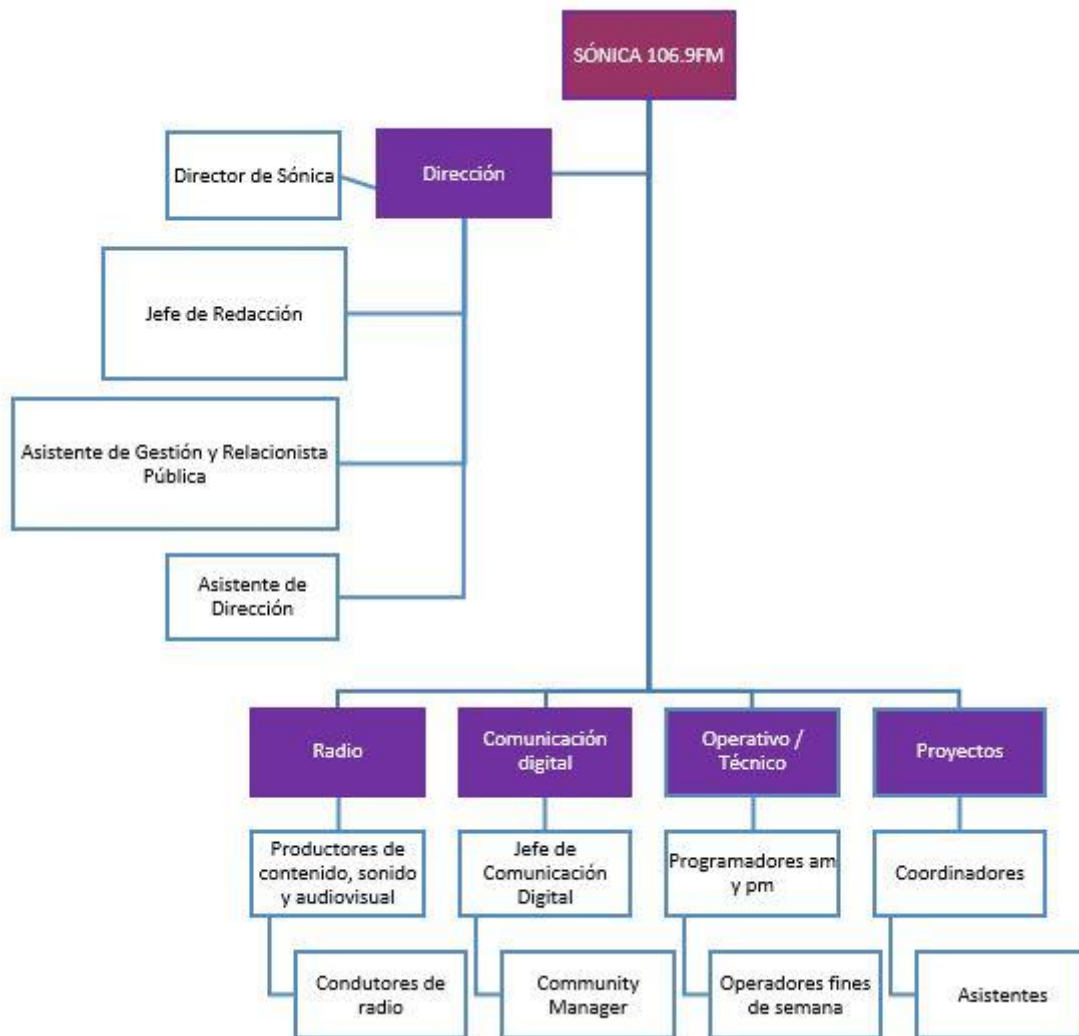 SÓNICA 106.9FM
Dirección
Director de Sónica
Jefe de Redacción
Asistente de Gestión y Relacionista
Pública
Asistente de
Dirección
Radio
Comunicación
digital
Operativo /
Técnico
Proyectos
Productores de
contenido, sonido
y audiovisual
Jefe de
Comunicación
Digital
Programadores am
y pm
Coordinadores
Condutores de
radio
Community
Manager
Operadores fines
de semana
Asistentes